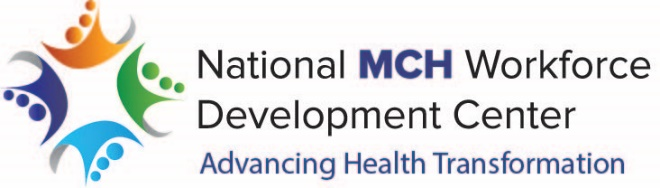 National MCH Workforce
Development Center
Advancing Health Transformation